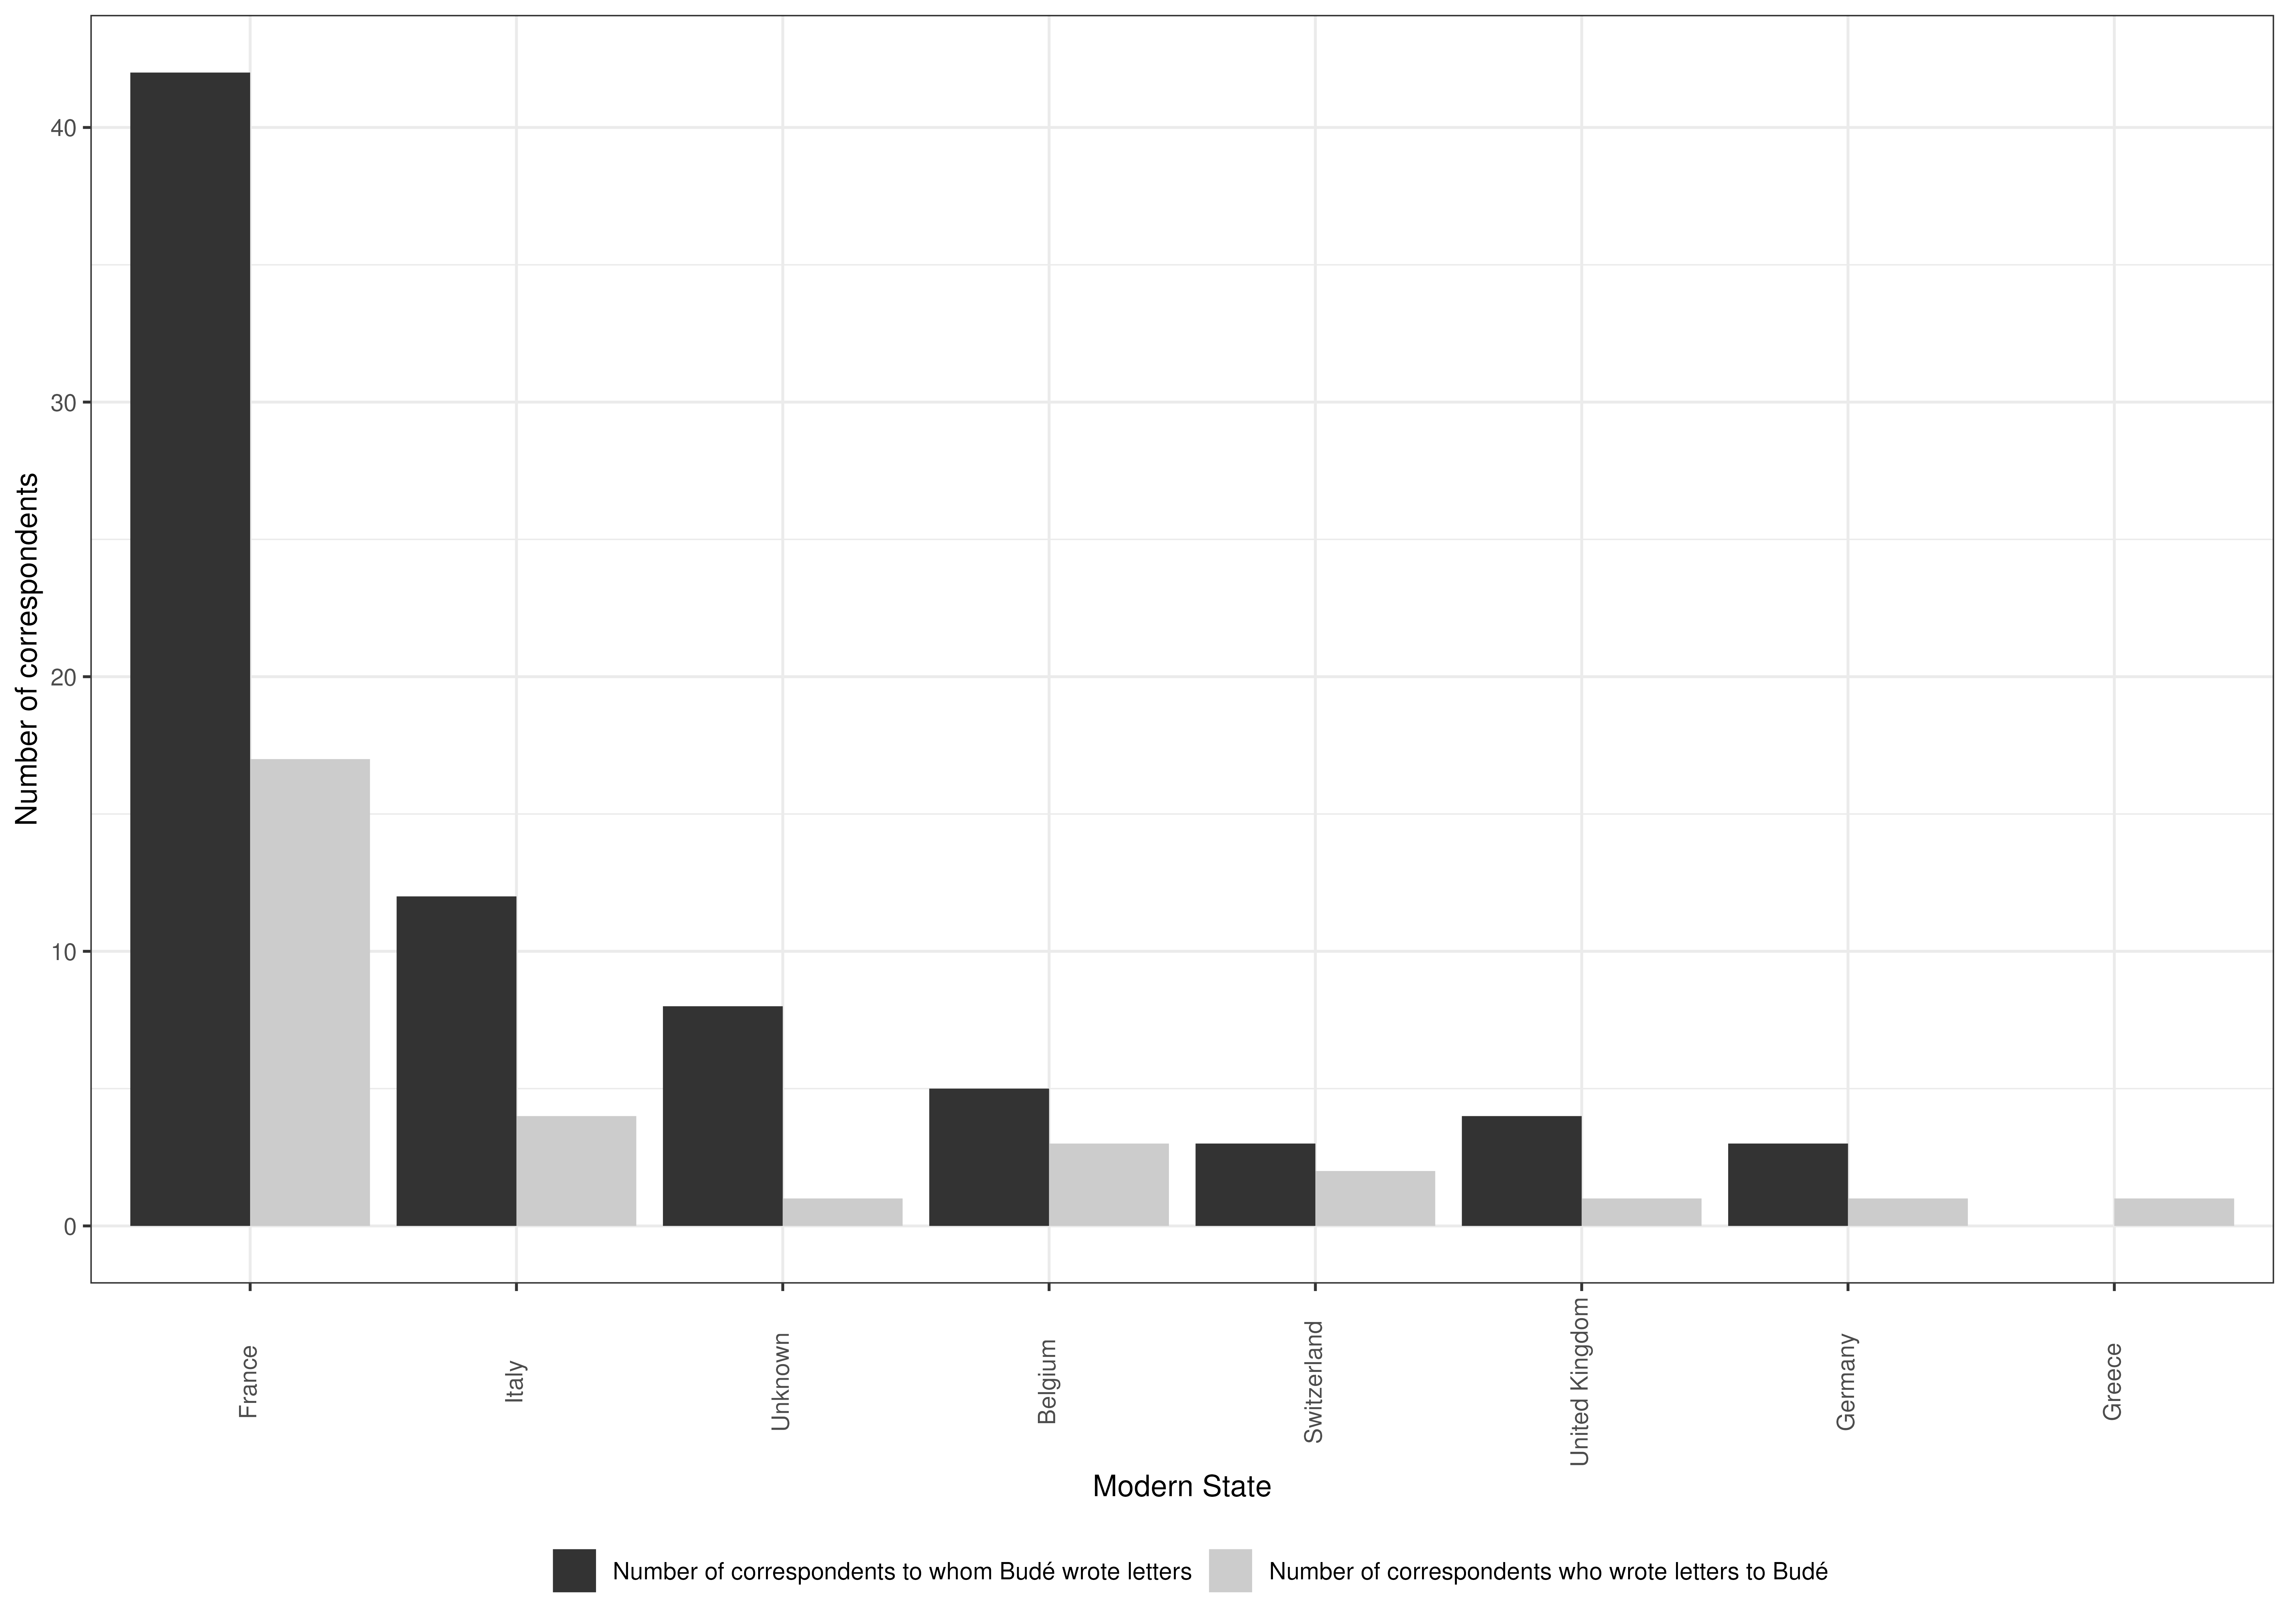 Number of correspondents
40
30
20
10
0
France
Italy
Unknown
Belgium
Switzerland
United Kingdom
Germany
Greece
Modern State
Number of correspondents to whom Budé wrote letters
Number of correspondents who wrote letters to Budé